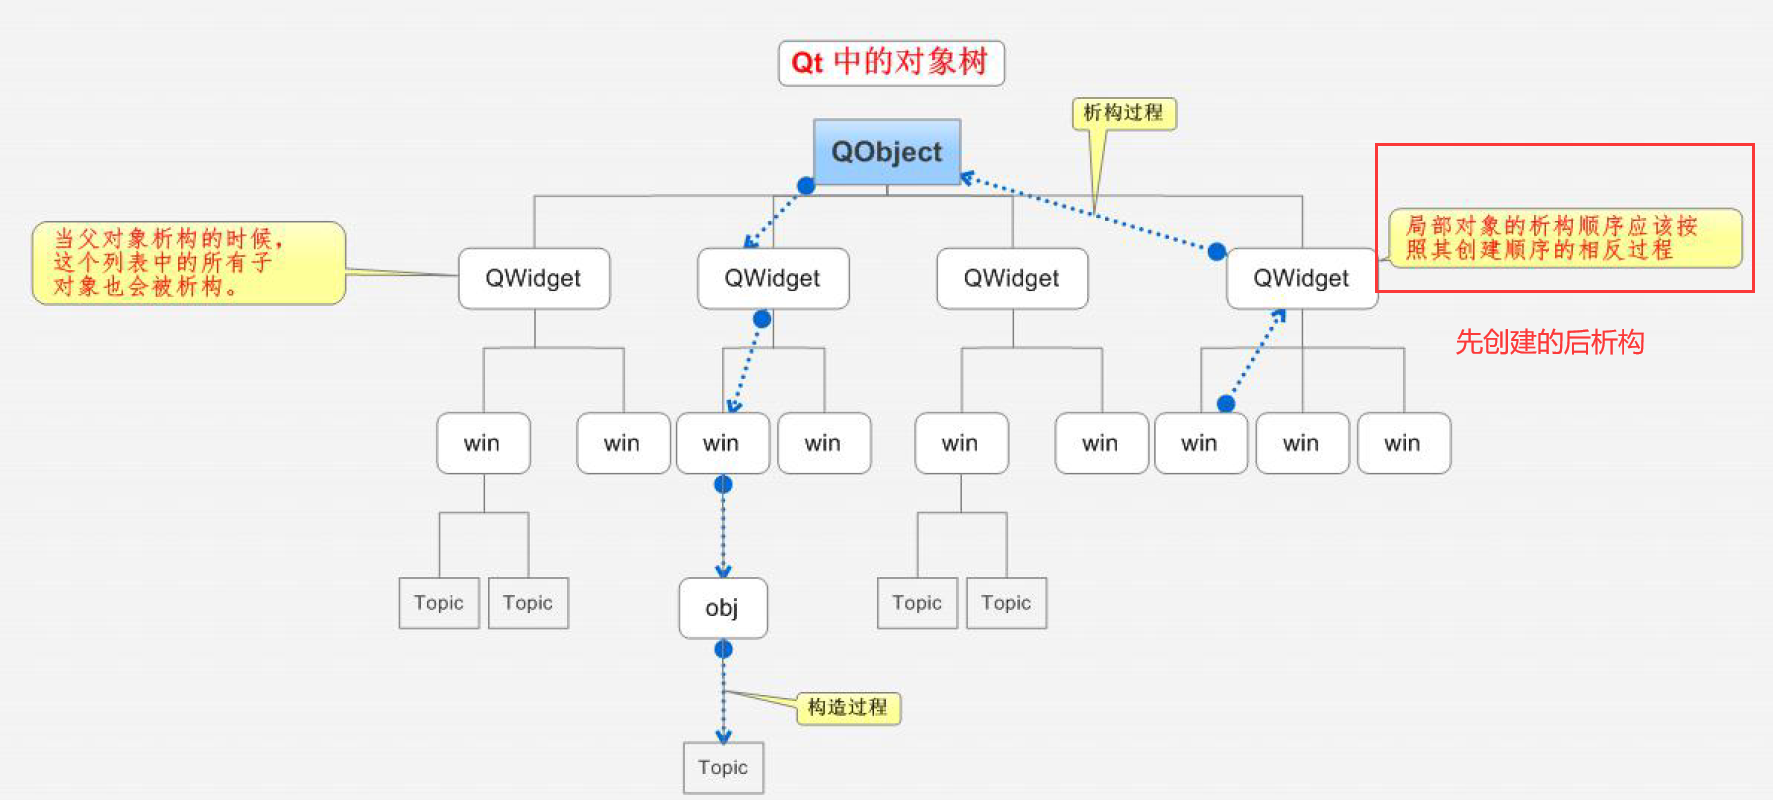 Qt 中的对象树
析构过程
QObject
当父对象析构的时候，
这个列表中的所有子
对象也会被析构。
局部对象的析构顺序应该按
照其创建顺序的相反过程
QWidget
QWidget
QWidget
QWidget
先创建的后析构
win
win
win
win
win
win
win
win
win
Topic
Topic
obj
Topic
Topic
构造过程
Topic